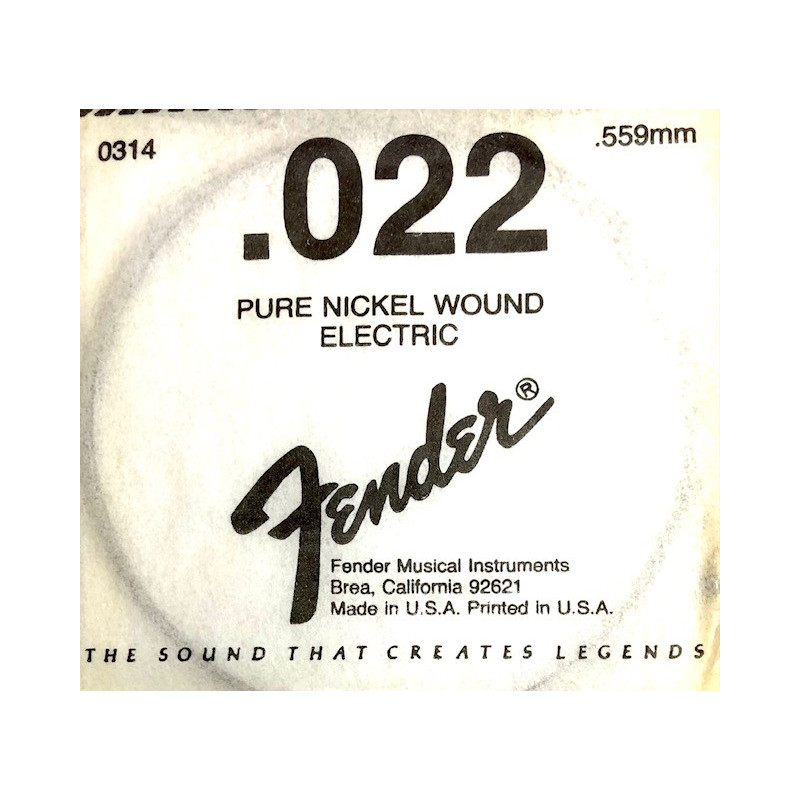 0314
.022
.559mm
PURE NICKEL WOUND
ELECTRIC
Fender®
Fender Musical Instruments
Brea, California 92621
Made in U.S.A. Printed in U.S.A.
THE SOUND THAT CREATES LEGENDS